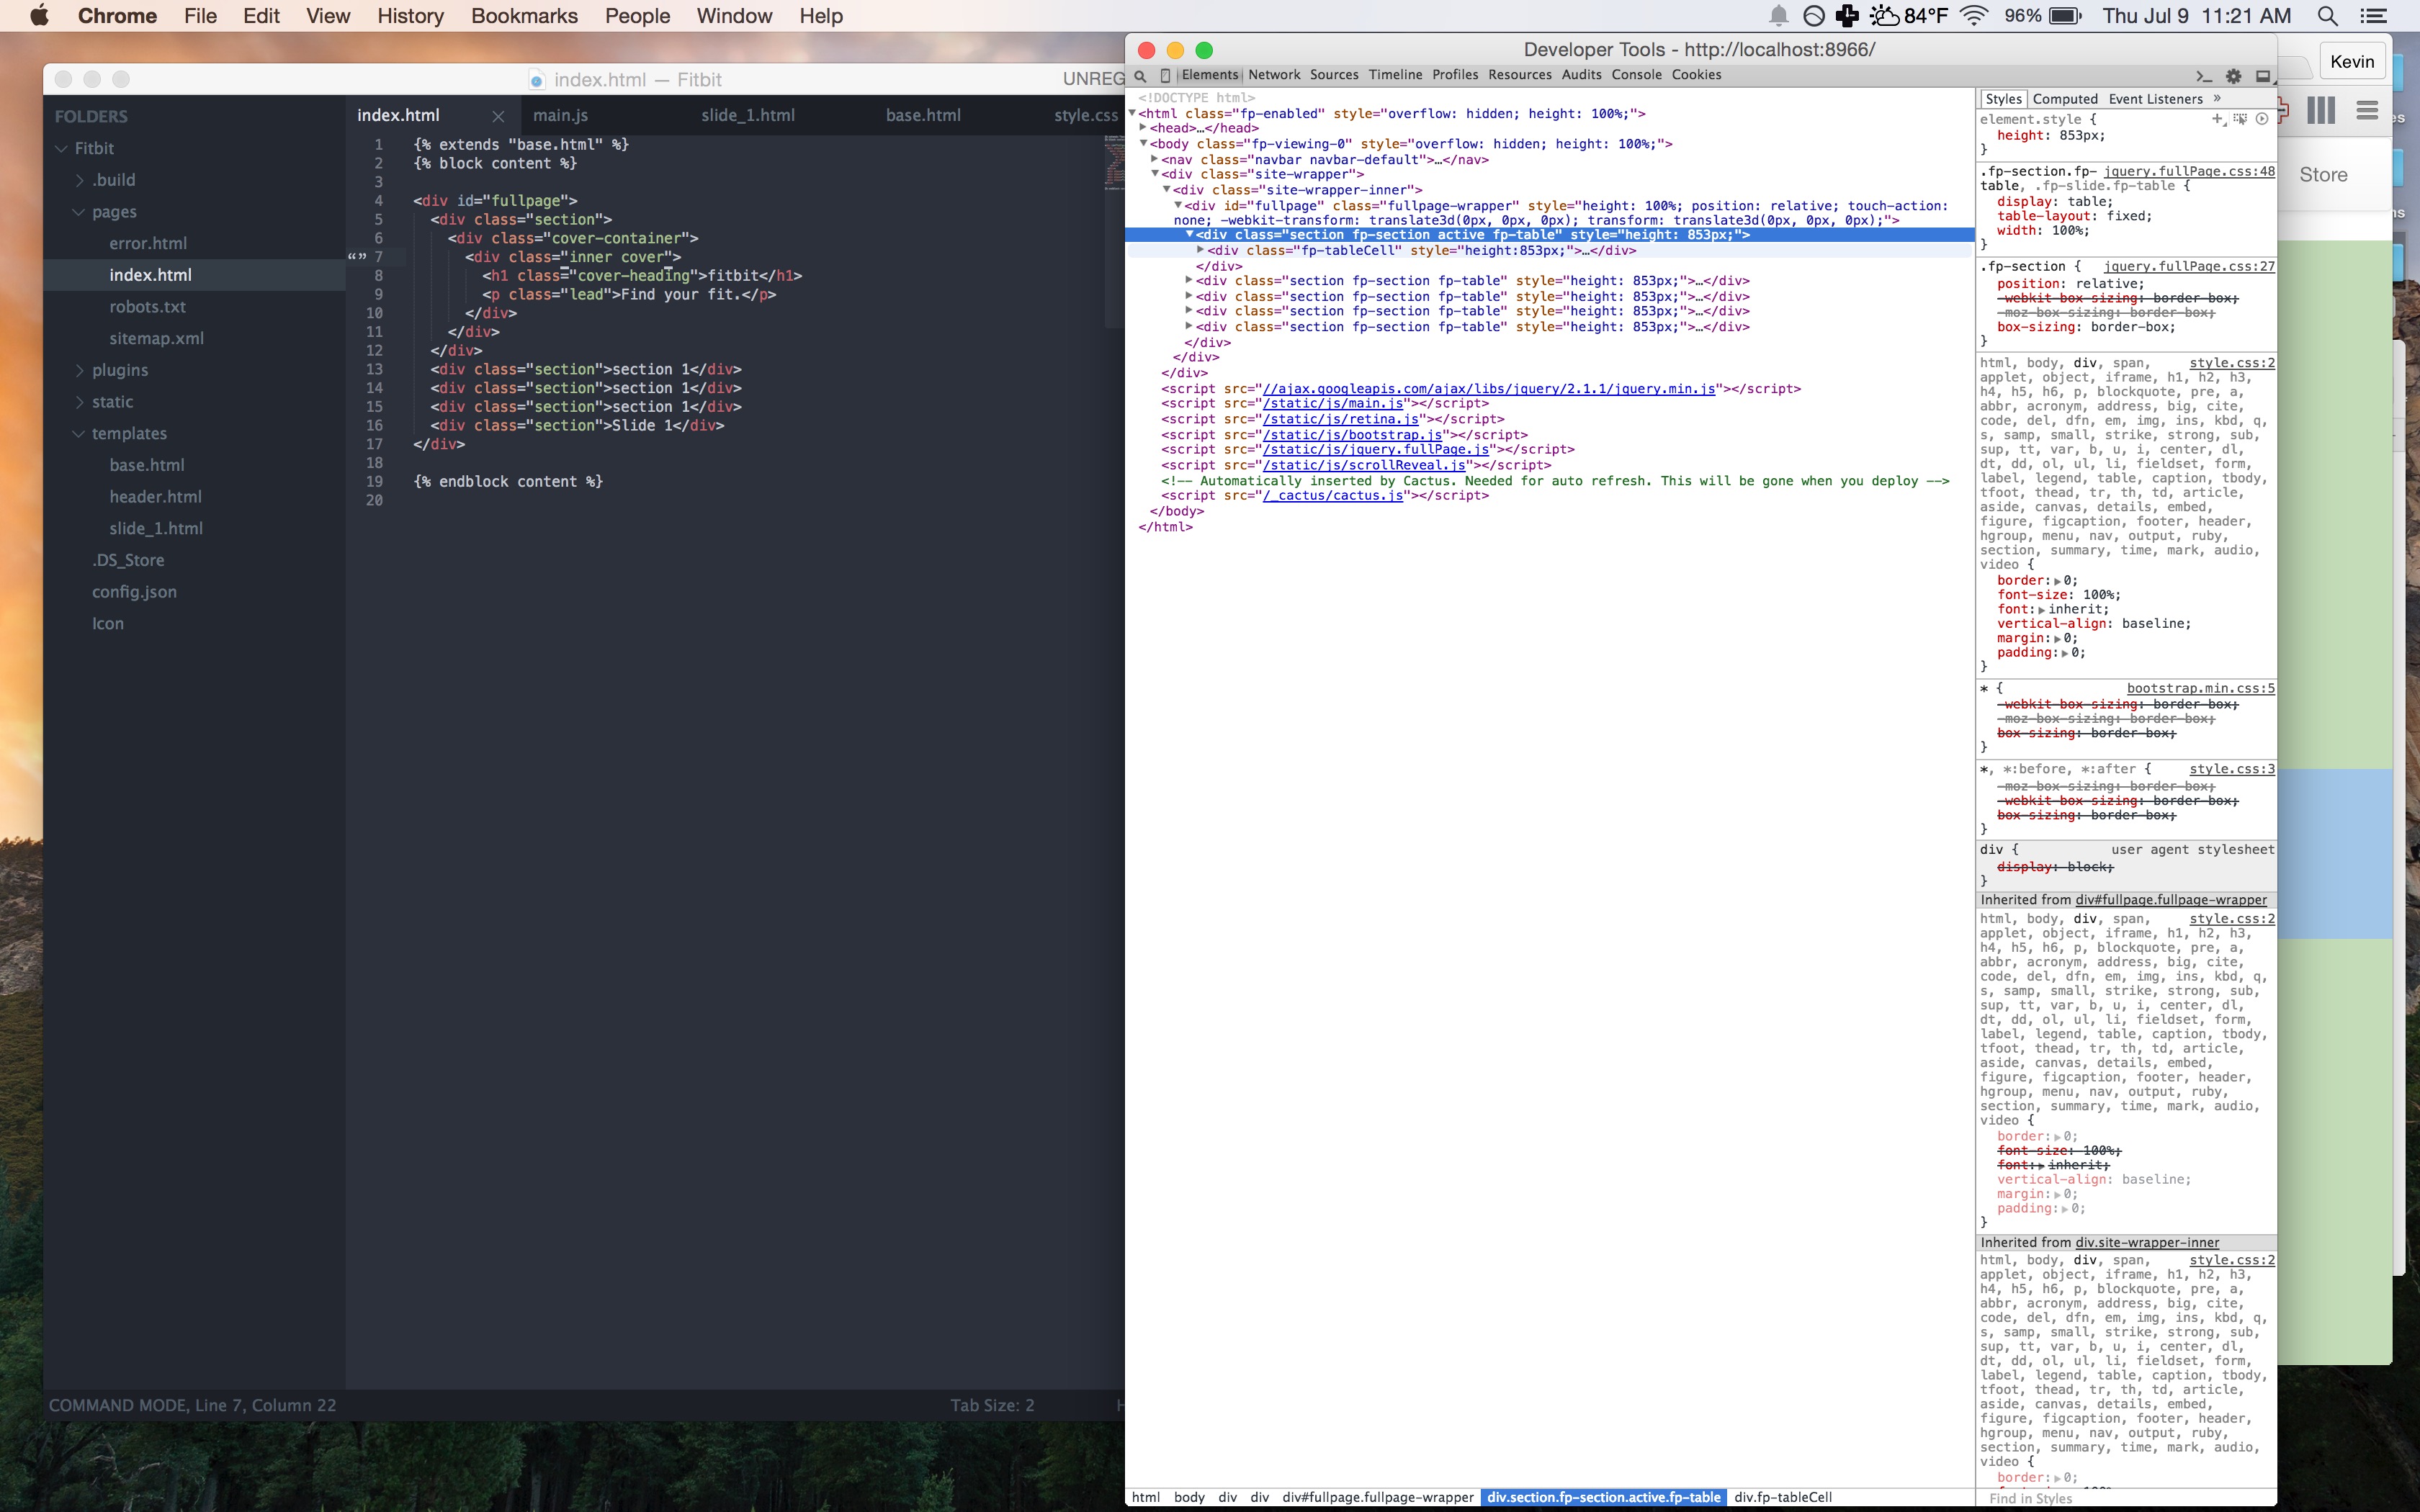 Chrome File Edit View History Bookmarks People Window Help 84°F 96% Thu Jul 9 11:21 AM
index.html — Fitbit UNREG
FOLDERS
Fitbit
.build
pages
error.html
index.html
robots.txt
sitemap.xml
plugins
static
templates
base.html
header.html
slide_1.html
.DS_Store
config.json
Icon
index.html main.js slide_1.html base.html style.css
1 {% extends "base.html" %}
2 {% block content %}
3
4 <div id="fullpage">
5 <div class="section">
6 <div class="cover-container">
“” 7 <div class="inner cover">
8 <h1 class="cover-heading">fitbit</h1>
9 <p class="lead">Find your fit.</p>
10 </div>
11 </div>
12 </div>
13 <div class="section">section 1</div>
14 <div class="section">section 1</div>
15 <div class="section">section 1</div>
16 <div class="section">Slide 1</div>
17 </div>
18
19 {% endblock content %}
20
COMMAND MODE, Line 7, Column 22 Tab Size: 2 H
Developer Tools - http://localhost:8966/
Elements Network Sources Timeline Profiles Resources Audits Console Cookies
<!DOCTYPE html>
<html class="fp-enabled" style="overflow: hidden; height: 100%;">
<head>…</head>
<body class="fp-viewing-0" style="overflow: hidden; height: 100%;">
<nav class="navbar navbar-default">…</nav>
<div class="site-wrapper">
<div class="site-wrapper-inner">
<div id="fullpage" class="fullpage-wrapper" style="height: 100%; position: relative; touch-action:
none; -webkit-transform: translate3d(0px, 0px, 0px); transform: translate3d(0px, 0px, 0px);">
<div class="section fp-section active fp-table" style="height: 853px;">
<div class="fp-tableCell" style="height:853px;">…</div>
</div>
<div class="section fp-section fp-table" style="height: 853px;">…</div>
<div class="section fp-section fp-table" style="height: 853px;">…</div>
<div class="section fp-section fp-table" style="height: 853px;">…</div>
<div class="section fp-section fp-table" style="height: 853px;">…</div>
</div>
</div>
</div>
<script src="//ajax.googleapis.com/ajax/libs/jquery/2.1.1/jquery.min.js"></script>
<script src="/static/js/main.js"></script>
<script src="/static/js/retina.js"></script>
<script src="/static/js/bootstrap.js"></script>
<script src="/static/js/jquery.fullPage.js"></script>
<script src="/static/js/scrollReveal.js"></script>
<!-- Automatically inserted by Cactus. Needed for auto refresh. This will be gone when you deploy -->
<script src="/_cactus/cactus.js"></script>
</body>
</html>
html body div div div#fullpage.fullpage-wrapper div.section.fp-section.active.fp-table div.fp-tableCell
Styles Computed Event Listeners »
element.style {
height: 853px;
}
.fp-section.fp- jquery.fullPage.css:48
table, .fp-slide.fp-table {
display: table;
table-layout: fixed;
width: 100%;
}
.fp-section { jquery.fullPage.css:27
position: relative;
-webkit-box-sizing: border-box;
-moz-box-sizing: border-box;
box-sizing: border-box;
}
html, body, div, span, style.css:2
applet, object, iframe, h1, h2, h3,
h4, h5, h6, p, blockquote, pre, a,
abbr, acronym, address, big, cite,
code, del, dfn, em, img, ins, kbd, q,
s, samp, small, strike, strong, sub,
sup, tt, var, b, u, i, center, dl,
dt, dd, ol, ul, li, fieldset, form,
label, legend, table, caption, tbody,
tfoot, thead, tr, th, td, article,
aside, canvas, details, embed,
figure, figcaption, footer, header,
hgroup, menu, nav, output, ruby,
section, summary, time, mark, audio,
video {
border: 0;
font-size: 100%;
font: inherit;
vertical-align: baseline;
margin: 0;
padding: 0;
}
* { bootstrap.min.css:5
-webkit-box-sizing: border-box;
-moz-box-sizing: border-box;
box-sizing: border-box;
}
*, *:before, *:after { style.css:3
-moz-box-sizing: border-box;
-webkit-box-sizing: border-box;
box-sizing: border-box;
}
div { user agent stylesheet
display: block;
}
Inherited from div#fullpage.fullpage-wrapper
html, body, div, span, style.css:2
applet, object, iframe, h1, h2, h3,
h4, h5, h6, p, blockquote, pre, a,
abbr, acronym, address, big, cite,
code, del, dfn, em, img, ins, kbd, q,
s, samp, small, strike, strong, sub,
sup, tt, var, b, u, i, center, dl,
dt, dd, ol, ul, li, fieldset, form,
label, legend, table, caption, tbody,
tfoot, thead, tr, th, td, article,
aside, canvas, details, embed,
figure, figcaption, footer, header,
hgroup, menu, nav, output, ruby,
section, summary, time, mark, audio,
video {
border: 0;
font-size: 100%;
font: inherit;
vertical-align: baseline;
margin: 0;
padding: 0;
}
Inherited from div.site-wrapper-inner
html, body, div, span, style.css:2
applet, object, iframe, h1, h2, h3,
h4, h5, h6, p, blockquote, pre, a,
abbr, acronym, address, big, cite,
code, del, dfn, em, img, ins, kbd, q,
s, samp, small, strike, strong, sub,
sup, tt, var, b, u, i, center, dl,
dt, dd, ol, ul, li, fieldset, form,
label, legend, table, caption, tbody,
tfoot, thead, tr, th, td, article,
aside, canvas, details, embed,
figure, figcaption, footer, header,
hgroup, menu, nav, output, ruby,
section, summary, time, mark, audio,
video {
border: 0;
Find in Styles
Kevin
Store